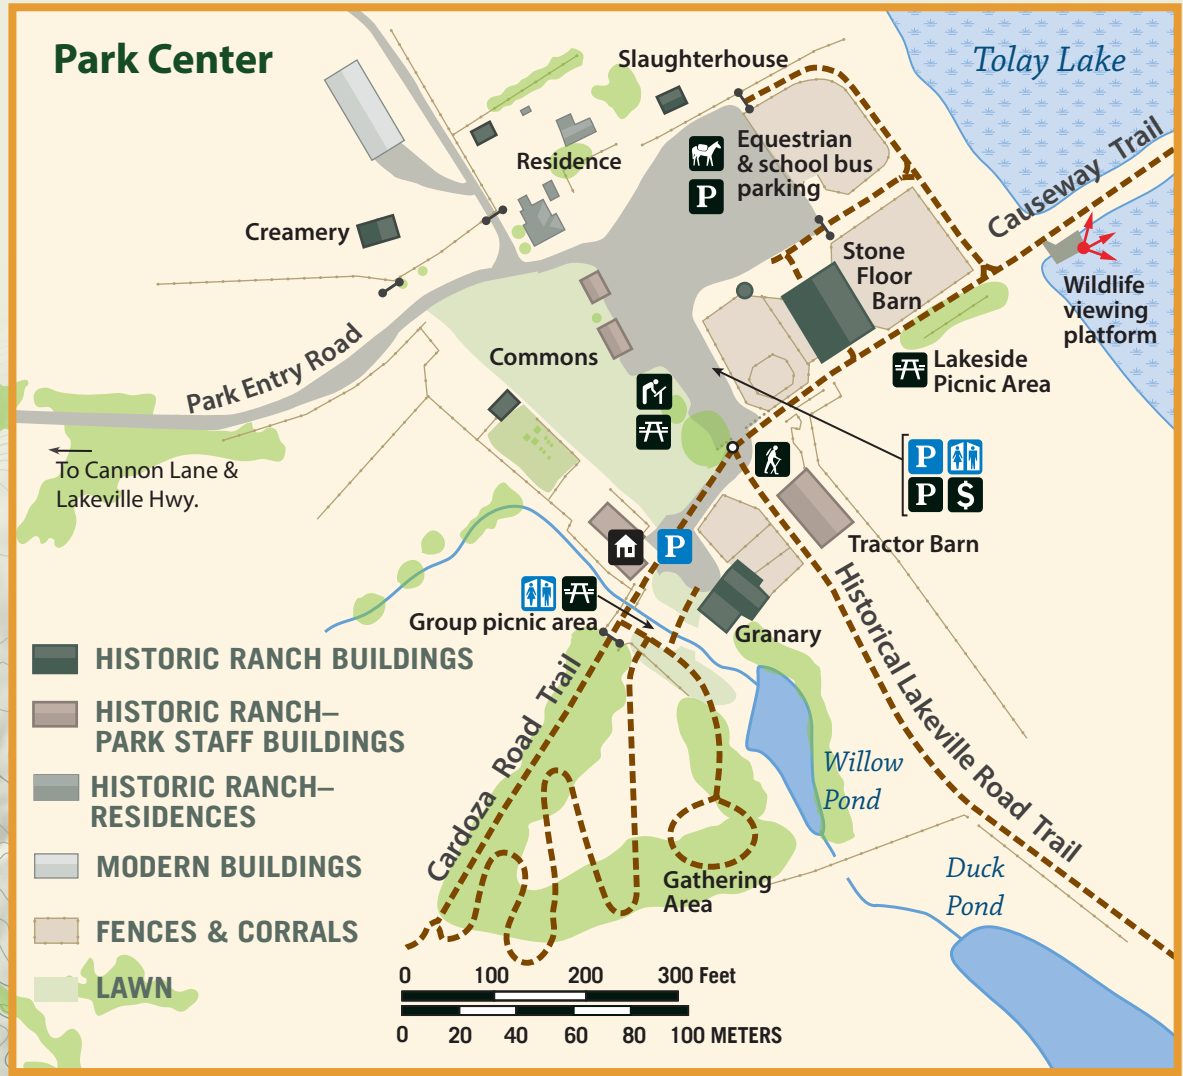 Park Center
Slaughterhouse
Tolay Lake
Equestrian
& school bus
parking
P
Residence
Causeway Trail
Creamery
Stone
Floor
Barn
Wildlife
viewing
platform
Park Entry Road
Commons
Lakeside
Picnic Area
To Cannon Lane &
Lakeville Hwy.
P
P $
Tractor Barn
P
Group picnic area
Granary
Historical Lakeville Road Trail
Cardoza Road Trail
Willow
Pond
Gathering
Area
Duck
Pond
HISTORIC RANCH BUILDINGS
HISTORIC RANCH–
PARK STAFF BUILDINGS
HISTORIC RANCH–
RESIDENCES
MODERN BUILDINGS
FENCES & CORRALS
LAWN
0 100 200 300 Feet
0 20 40 60 80 100 METERS